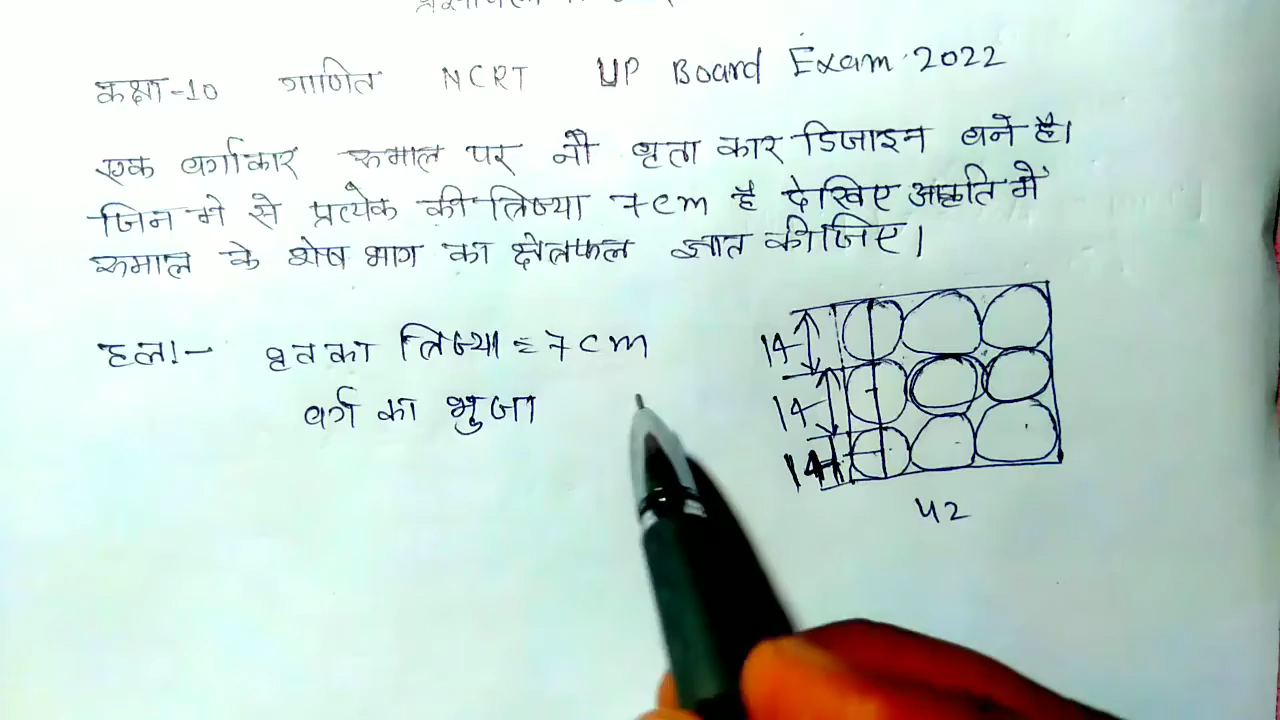 कक्षा-10 गणित NCRT UP Board Exam 2022
एक वर्गाकार रूमाल पर नौ वृत्ता कार डिजाइन बने है।
जिन मे से प्रत्येक की त्रिज्या 7cm है देखिए आकृति में
रूमाल के शेष भाग का क्षेत्रफल ज्ञात कीजिए।
हल।- वृत का त्रिज्या = 7cm
वर्ग का भुजा
14
14
14
42